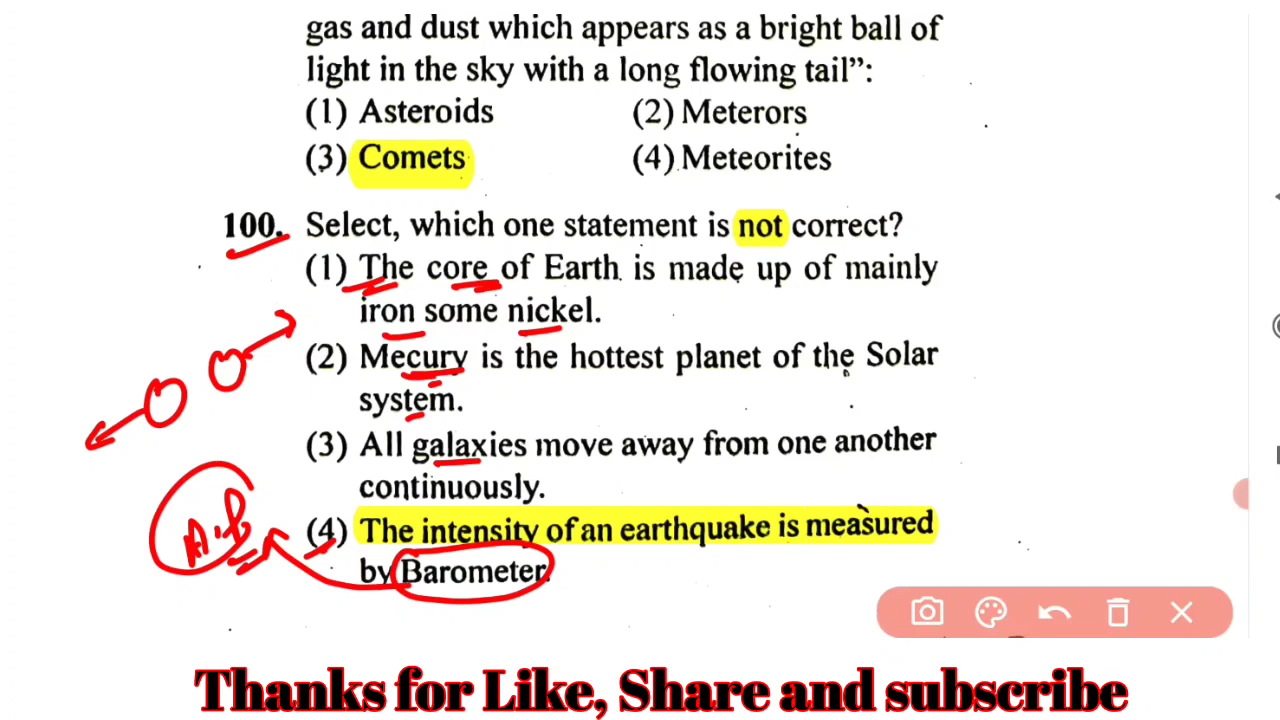 gas and dust which appears as a bright ball of
light in the sky with a long flowing tail”:
(1) Asteroids (2) Meterors
(3) Comets (4) Meteorites
100. Select, which one statement is not correct?
(1) The core of Earth is made up of mainly
iron some nickel.
(2) Mecury is the hottest planet of the Solar
system.
(3) All galaxies move away from one another
continuously.
(4) The intensity of an earthquake is measured
by Barometer.
A.P
Thanks for Like, Share and subscribe